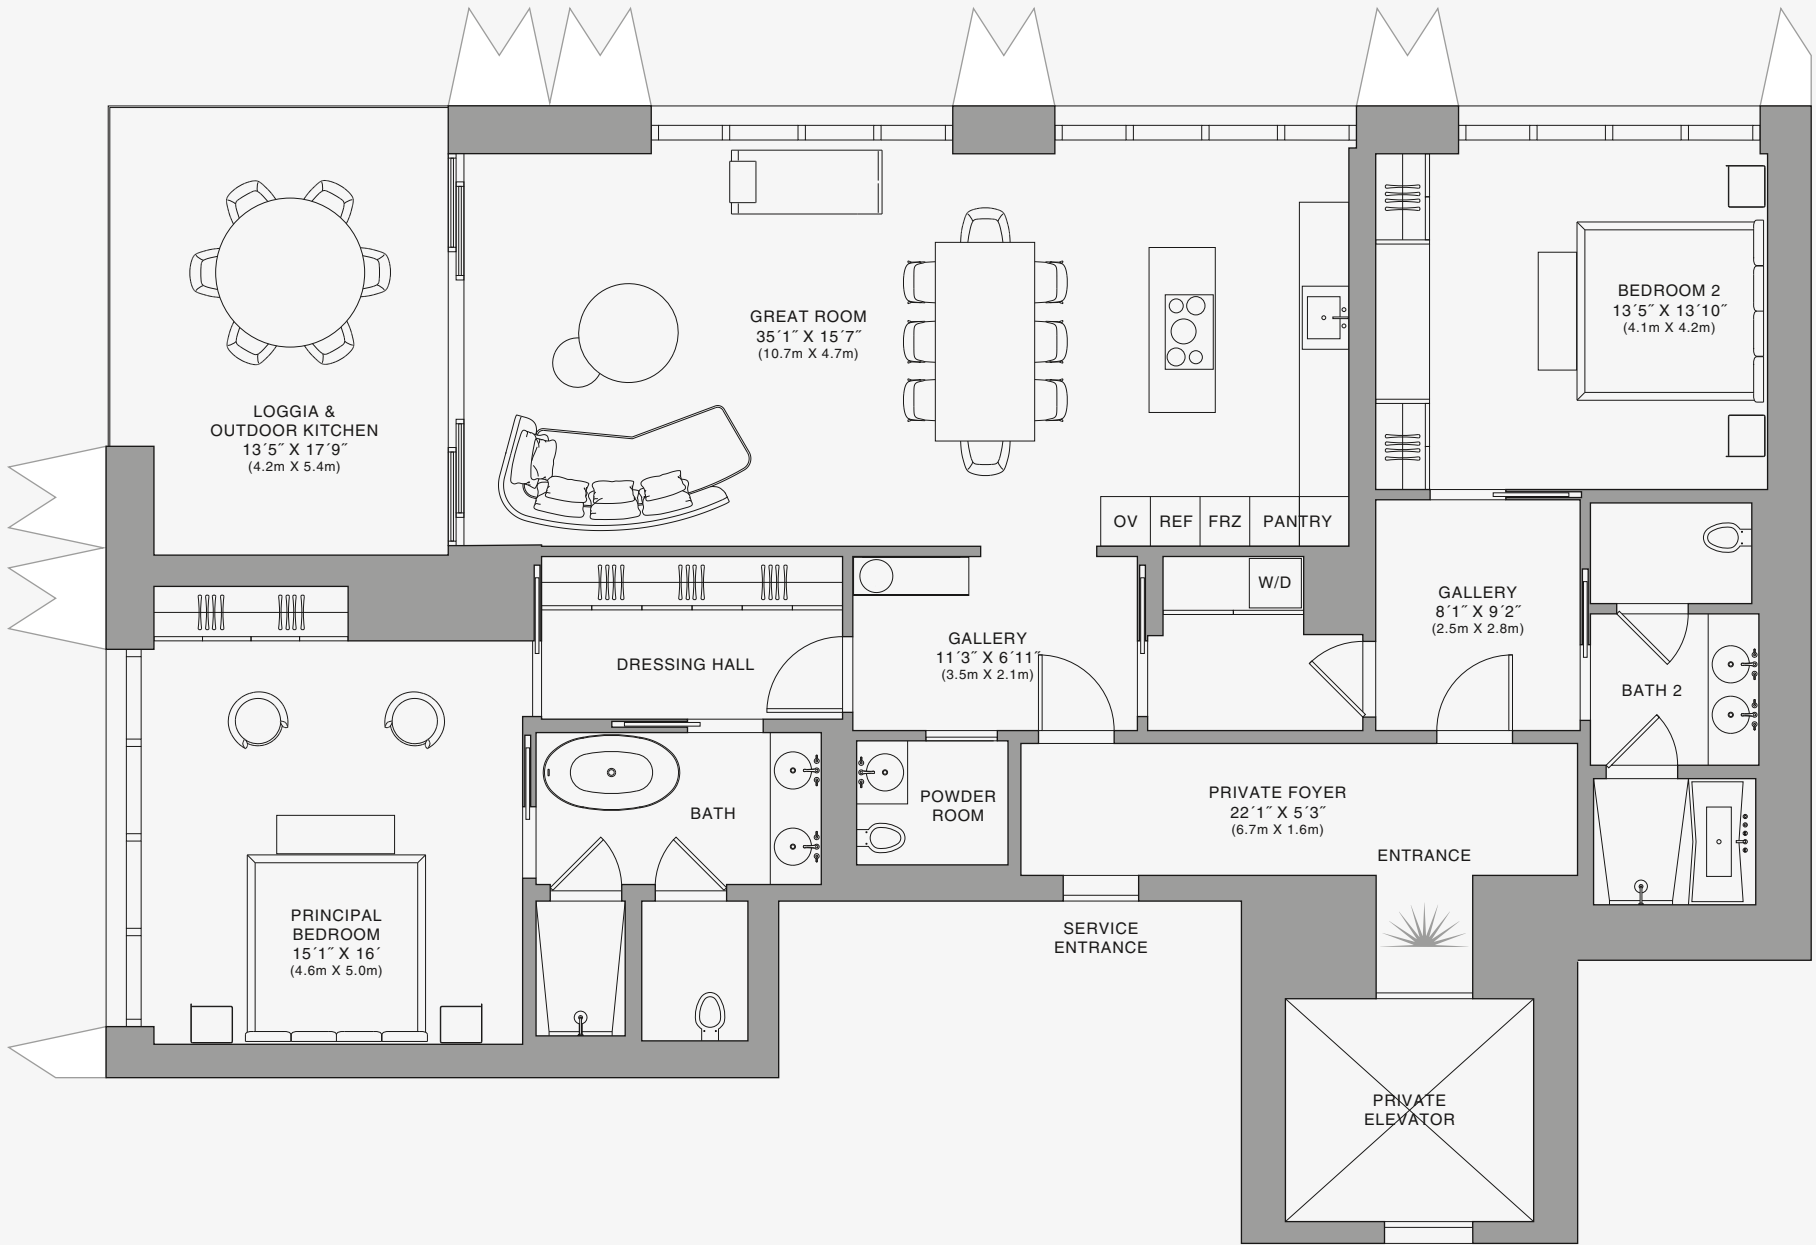 LOGGIA &
OUTDOOR KITCHEN
13´5˝ X 17´9˝
(4.2m X 5.4m)
GREAT ROOM
35´1˝ X 15´7˝
(10.7m X 4.7m)
BEDROOM 2
13´5˝ X 13´10˝
(4.1m X 4.2m)
OV REF FRZ PANTRY
W/D
GALLERY
8´1˝ X 9´2˝
(2.5m X 2.8m)
DRESSING HALL
GALLERY
11´3˝ X 6´11˝
(3.5m X 2.1m)
BATH 2
BATH
POWDER
ROOM
PRIVATE FOYER
22´1˝ X 5´3˝
(6.7m X 1.6m)
ENTRANCE
PRINCIPAL
BEDROOM
15´1˝ X 16´
(4.6m X 5.0m)
SERVICE
ENTRANCE
PRIVATE
ELEVATOR